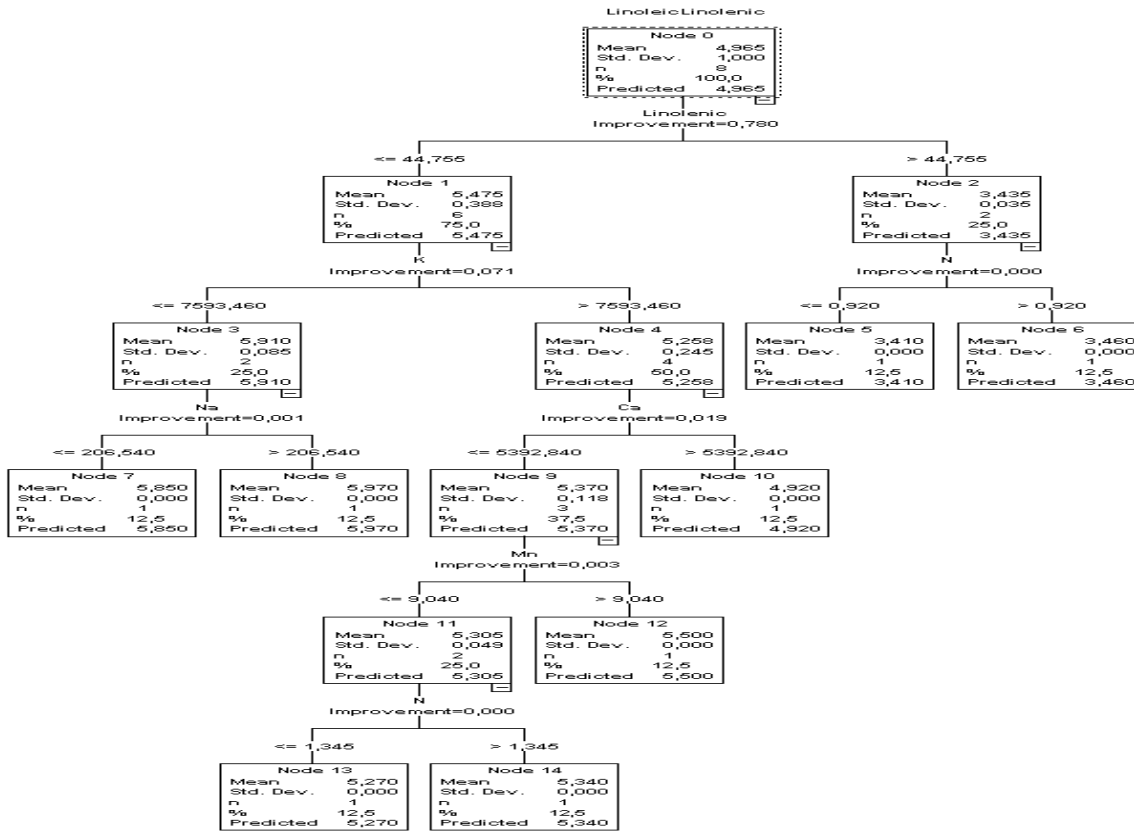 LinoleicLinolenic
Node 0
Mean 4,965
Std. Dev. 1,000
n 8
% 100,0
Predicted 4,965
Linolenic
Improvement=0,780
<= 44,755
> 44,755
Node 1
Mean 5,475
Std. Dev. 0,388
n 6
% 75,0
Predicted 5,475
Node 2
Mean 3,435
Std. Dev. 0,035
n 2
% 25,0
Predicted 3,435
K
Improvement=0,071
N
Improvement=0,000
<= 7593,460
> 7593,460
<= 0,920
> 0,920
Node 3
Mean 5,910
Std. Dev. 0,085
n 2
% 25,0
Predicted 5,910
Node 4
Mean 5,258
Std. Dev. 0,245
n 4
% 50,0
Predicted 5,258
Node 5
Mean 3,410
Std. Dev. 0,000
n 1
% 12,5
Predicted 3,410
Node 6
Mean 3,460
Std. Dev. 0,000
n 1
% 12,5
Predicted 3,460
Na
Improvement=0,001
Ca
Improvement=0,019
<= 206,540
> 206,540
<= 5392,840
> 5392,840
Node 7
Mean 5,850
Std. Dev. 0,000
n 1
% 12,5
Predicted 5,850
Node 8
Mean 5,970
Std. Dev. 0,000
n 1
% 12,5
Predicted 5,970
Node 9
Mean 5,370
Std. Dev. 0,118
n 3
% 37,5
Predicted 5,370
Node 10
Mean 4,920
Std. Dev. 0,000
n 1
% 12,5
Predicted 4,920
Mn
Improvement=0,003
<= 9,040
> 9,040
Node 11
Mean 5,305
Std. Dev. 0,049
n 2
% 25,0
Predicted 5,305
Node 12
Mean 5,500
Std. Dev. 0,000
n 1
% 12,5
Predicted 5,500
N
Improvement=0,000
<= 1,345
> 1,345
Node 13
Mean 5,270
Std. Dev. 0,000
n 1
% 12,5
Predicted 5,270
Node 14
Mean 5,340
Std. Dev. 0,000
n 1
% 12,5
Predicted 5,340